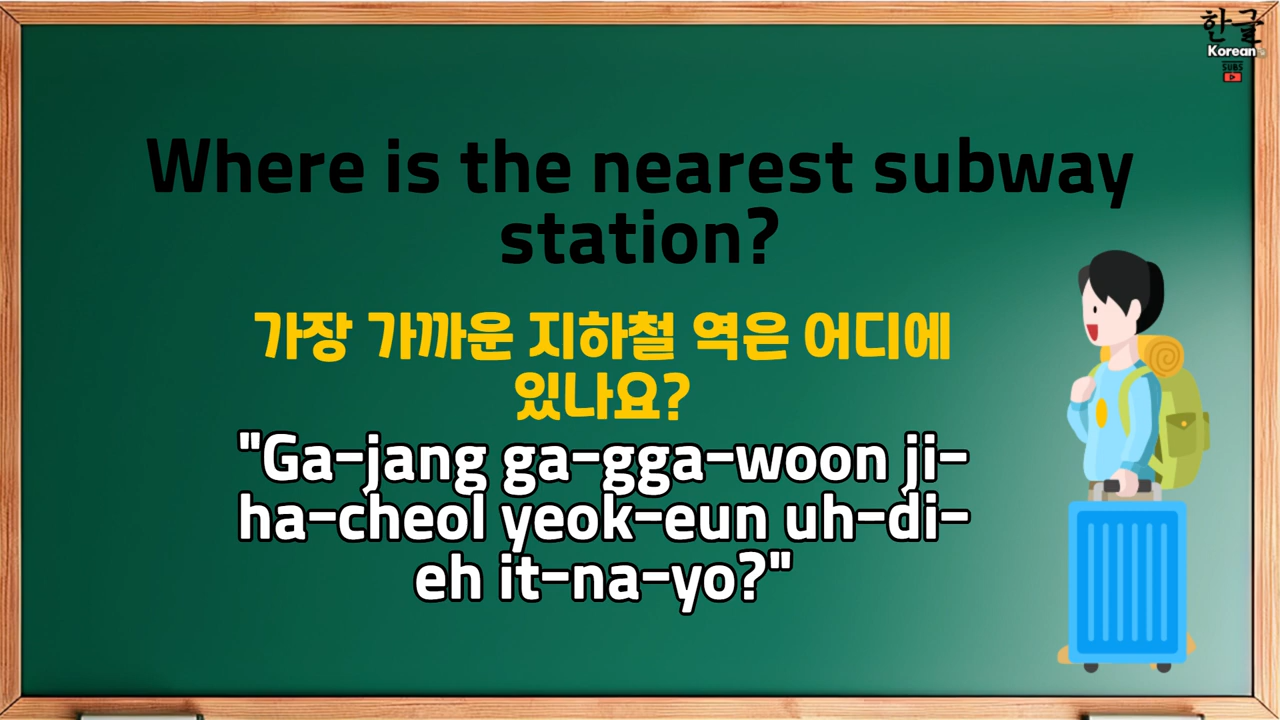 한글
Korean
SUBS
Where is the nearest subway
station?
가장 가까운 지하철 역은 어디에
있나요?
"Ga-jang ga-gga-woon ji-
ha-cheol yeok-eun uh-di-
eh it-na-yo?"